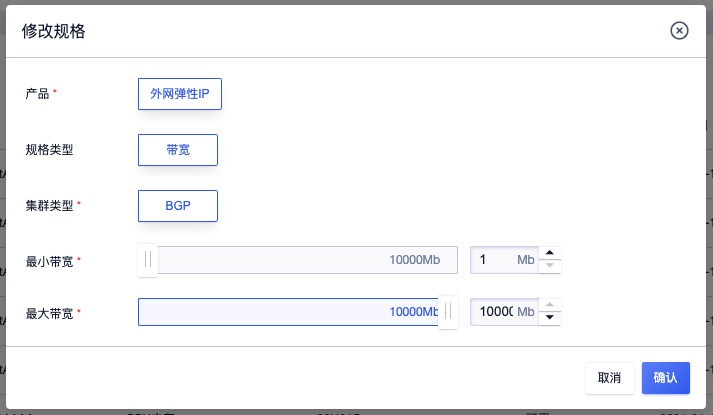 修改规格
产品 *
外网弹性IP
规格类型
带宽
集群类型 *
BGP
最小带宽 *
10000Mb
1 Mb
最大带宽 *
10000Mb
10000 Mb
取消
确认